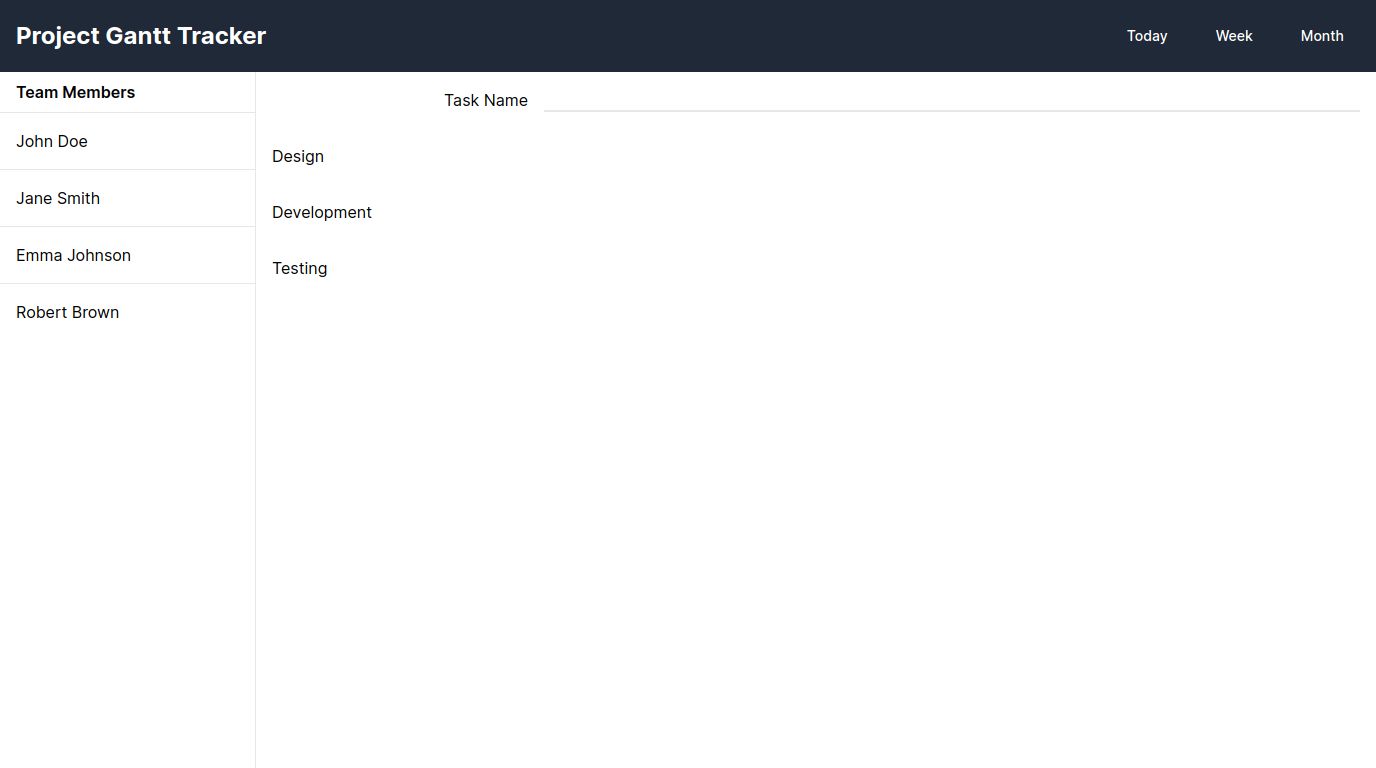 Project Gantt Tracker
Today Week Month
Team Members
John Doe
Jane Smith
Emma Johnson
Robert Brown
Task Name
Design
Development
Testing